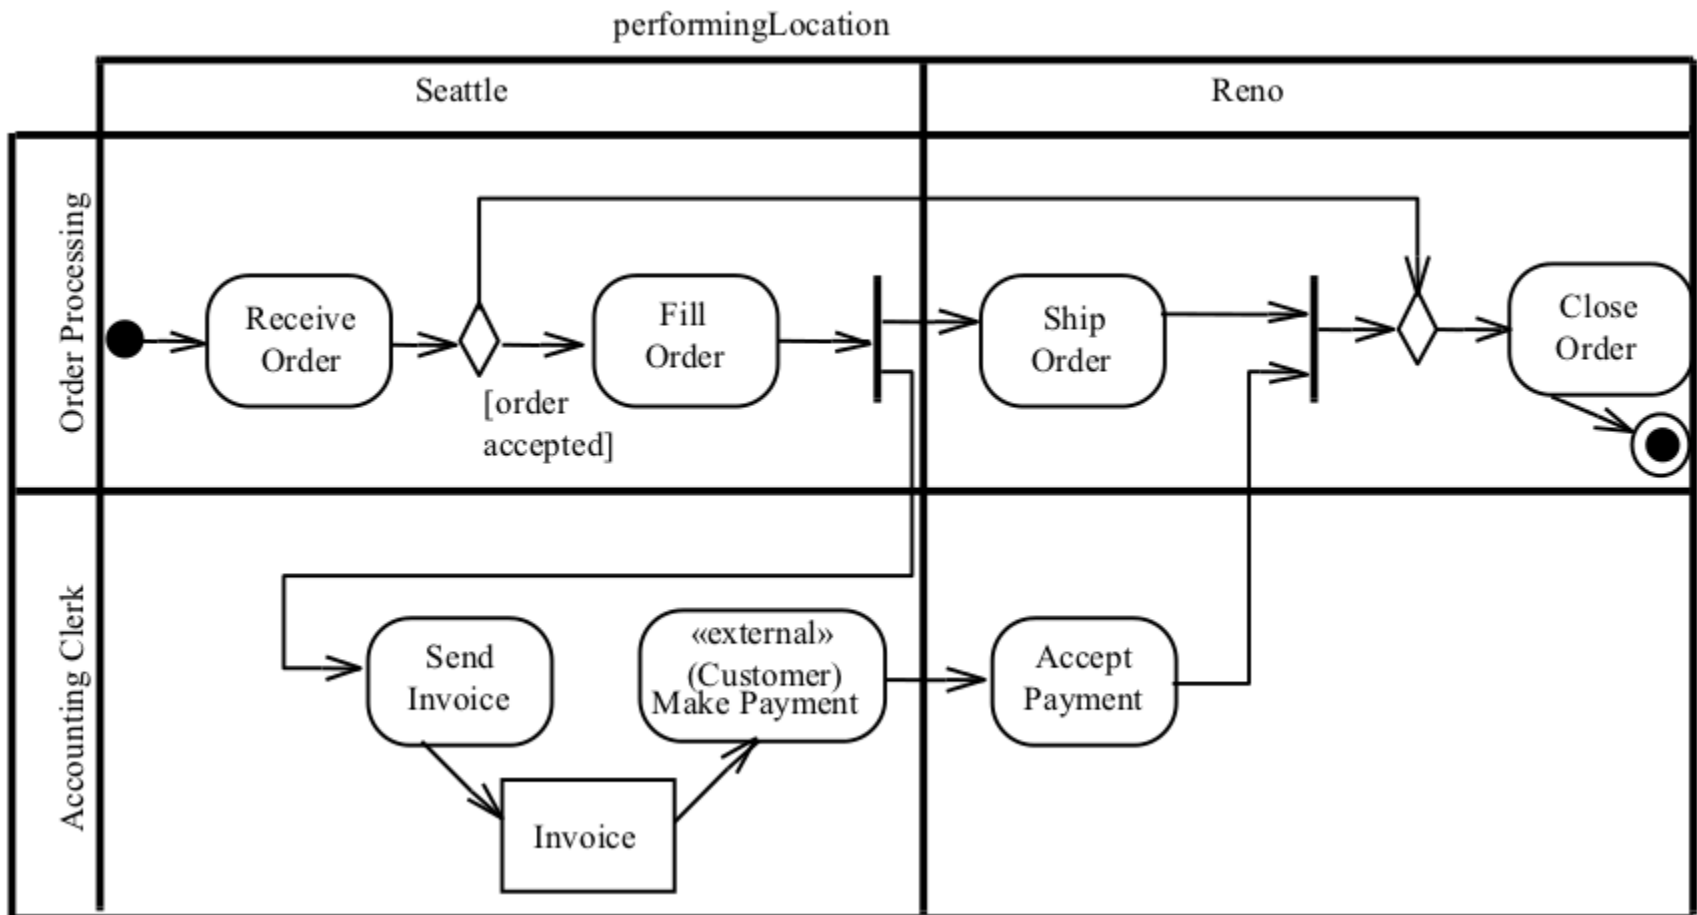 performingLocation
Seattle
Reno
Order Processing
Receive
Order
[order
accepted]
Fill
Order
Ship
Order
Close
Order
Accounting Clerk
Send
Invoice
Invoice
«external»
(Customer)
Make Payment
Accept
Payment